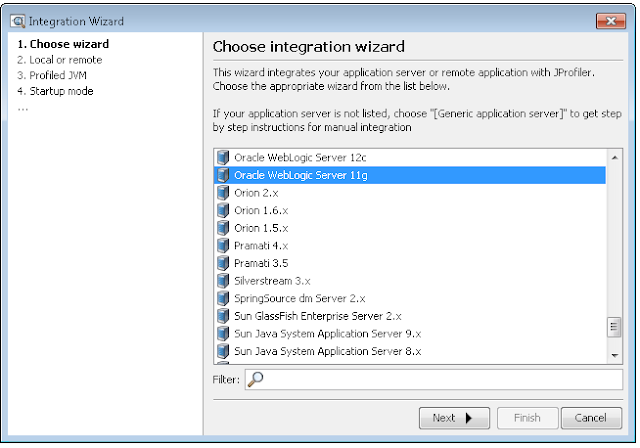 Integration Wizard
1. Choose wizard
2. Local or remote
3. Profiled JVM
4. Startup mode
...
Choose integration wizard
This wizard integrates your application server or remote application with JProfiler.
Choose the appropriate wizard from the list below.
If your application server is not listed, choose "[Generic application server]" to get step
by step instructions for manual integration
Oracle WebLogic Server 12c
Oracle WebLogic Server 11g
Orion 2.x
Orion 1.6.x
Orion 1.5.x
Pramati 4.x
Pramati 3.5
Silverstream 3.x
SpringSource dm Server 2.x
Sun GlassFish Enterprise Server 2.x
Sun Java System Application Server 9.x
Sun Java System Application Server 8.x
Filter:
Next
Finish
Cancel